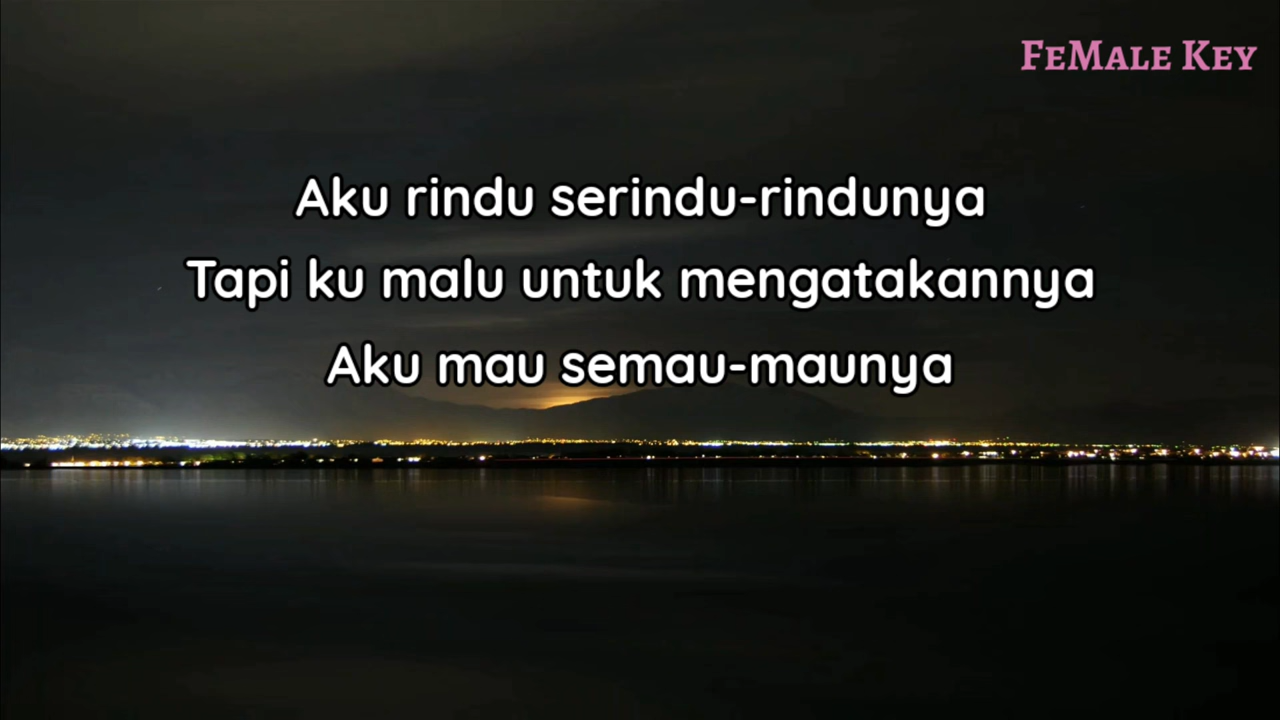 FeMale Key
Aku rindu serindu-rindunya
Tapi ku malu untuk mengatakannya
Aku mau semau-maunya